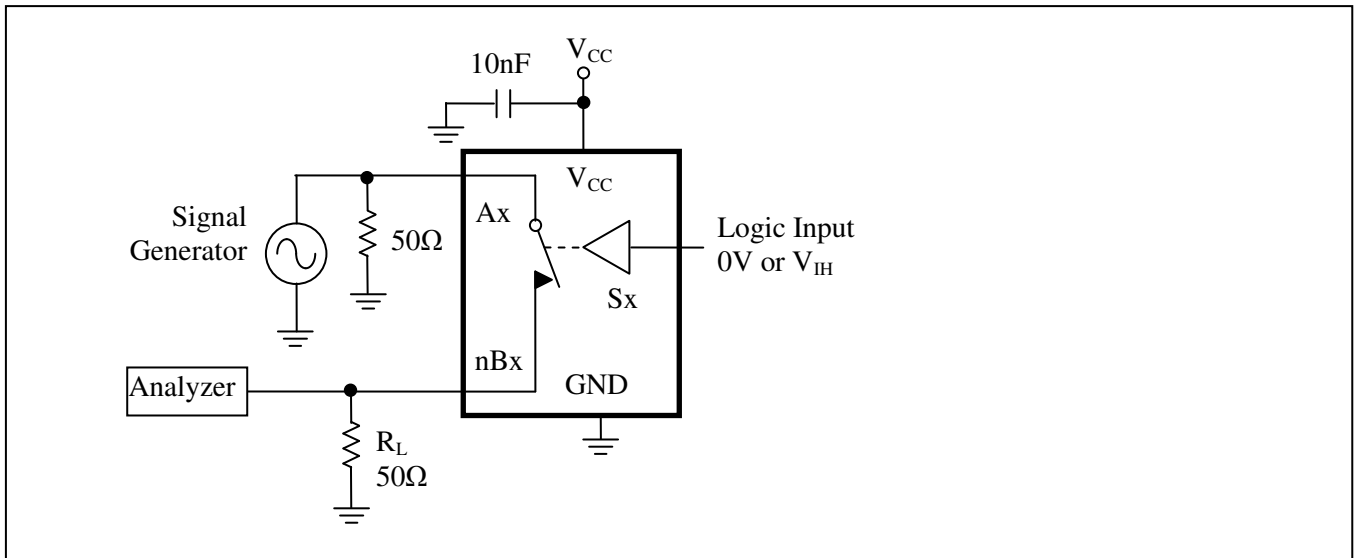 V_CC
10nF
V_CC
Ax
Signal
Generator
50Ω
Logic Input
0V or V_IH
Sx
nBx
GND
Analyzer
R_L
50Ω